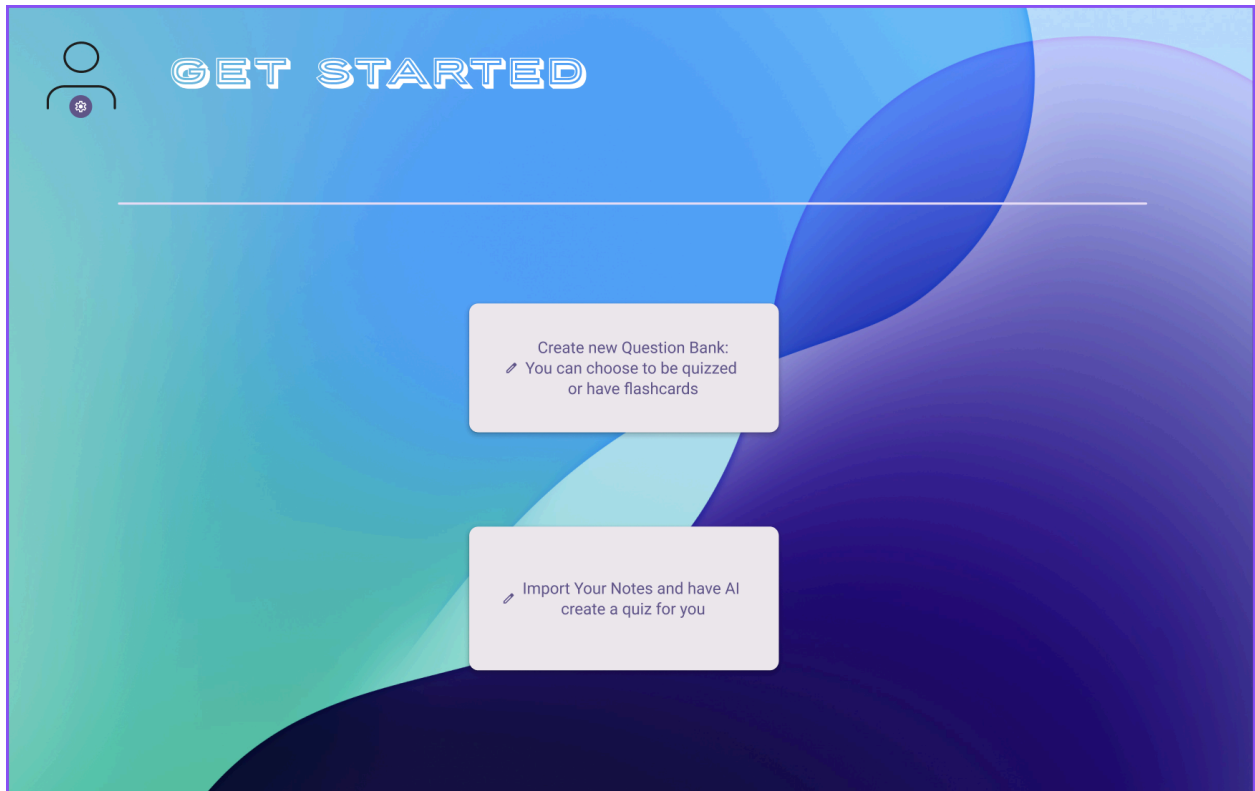 GET STARTED
Create new Question Bank:
You can choose to be quizzed
or have flashcards
Import Your Notes and have AI
create a quiz for you